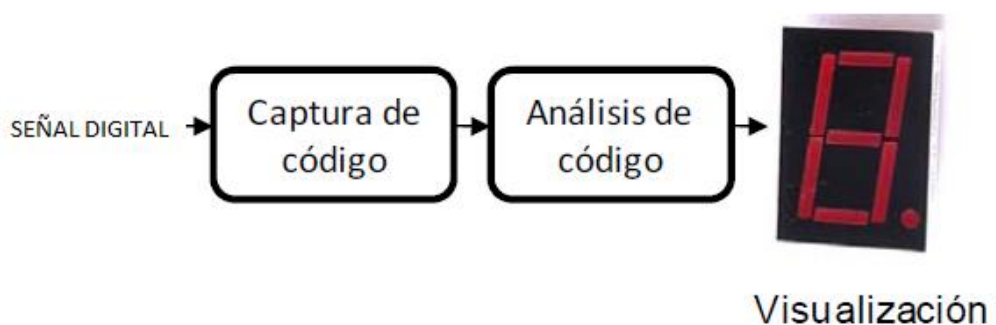 SEÑAL DIGITAL
Captura de
código
Análisis de
código
Visualización